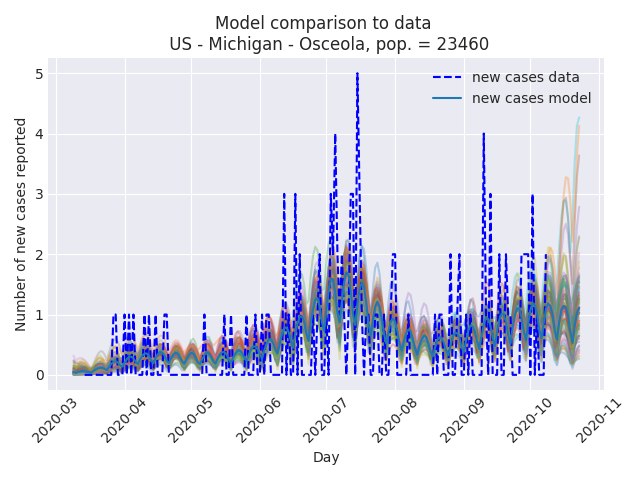 Model comparison to data
US - Michigan - Osceola, pop. = 23460
new cases data
new cases model
Number of new cases reported
5
4
3
2
1
0
2020-03
2020-04
2020-05
2020-06
2020-07
2020-08
2020-09
2020-10
2020-11
Day